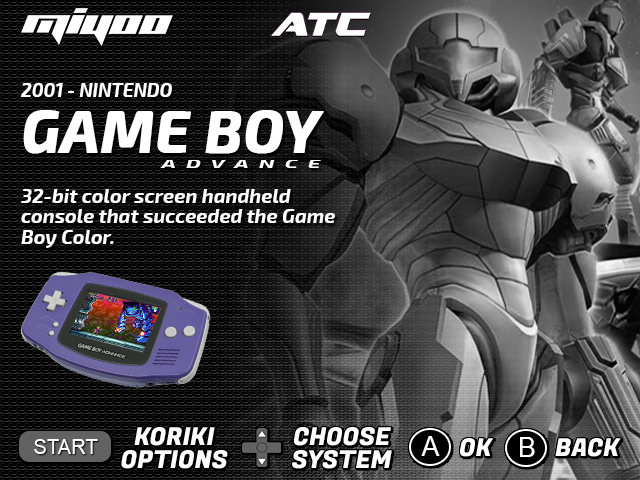 miyoo
ATC
2001 - NINTENDO
GAME BOY
ADVANCE
32-bit color screen handheld
console that succeeded the Game
Boy Color.
GAME BOY ADVANCE
START
KORIKI
OPTIONS
CHOOSE
SYSTEM
A OK
B BACK